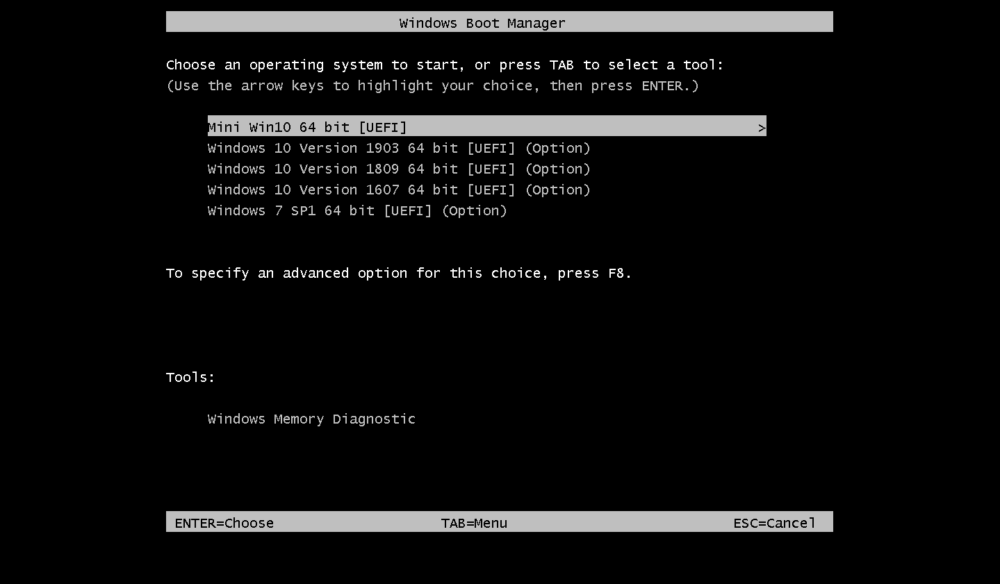 Windows Boot Manager
Choose an operating system to start, or press TAB to select a tool:
(Use the arrow keys to highlight your choice, then press ENTER.)
Mini Win10 64 bit [UEFI] >
Windows 10 Version 1903 64 bit [UEFI] (Option)
Windows 10 Version 1809 64 bit [UEFI] (Option)
Windows 10 Version 1607 64 bit [UEFI] (Option)
Windows 7 SP1 64 bit [UEFI] (Option)
To specify an advanced option for this choice, press F8.
Tools:
Windows Memory Diagnostic
ENTER=Choose TAB=Menu ESC=Cancel